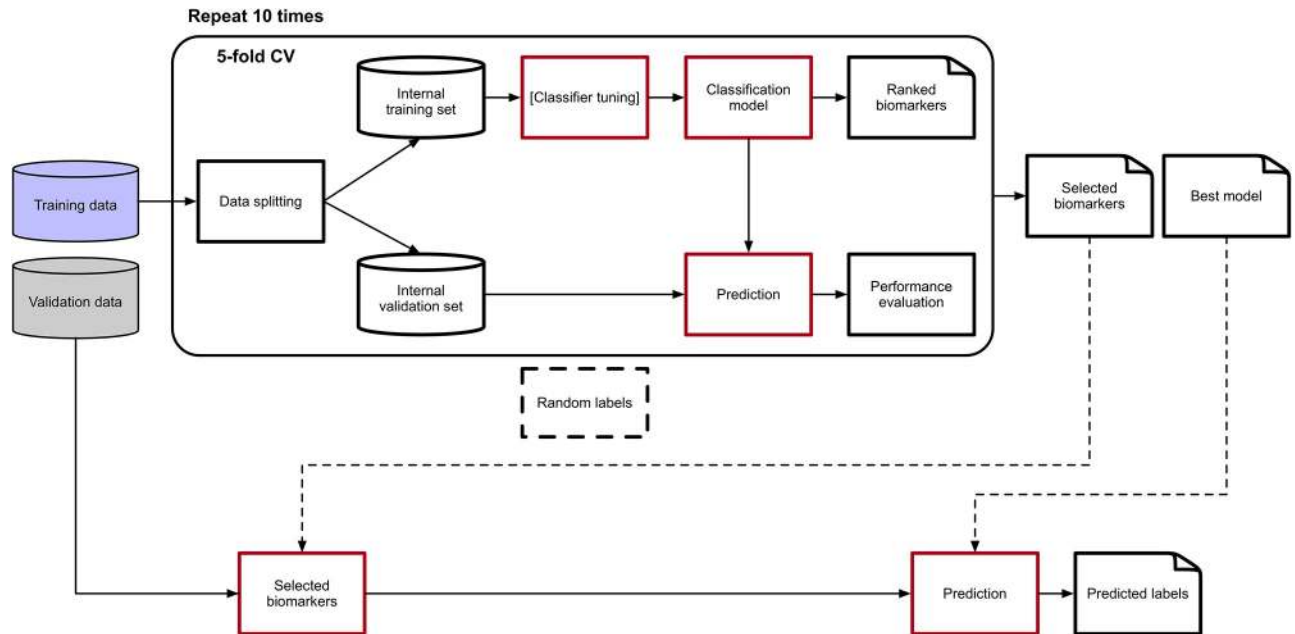 Repeat 10 times
5-fold CV
Internal
training set
[Classifier tuning]
Classification
model
Ranked
biomarkers
Training data
Data splitting
Selected
biomarkers
Best model
Validation data
Internal
validation set
Prediction
Performance
evaluation
Random labels
Selected
biomarkers
Prediction
Predicted labels